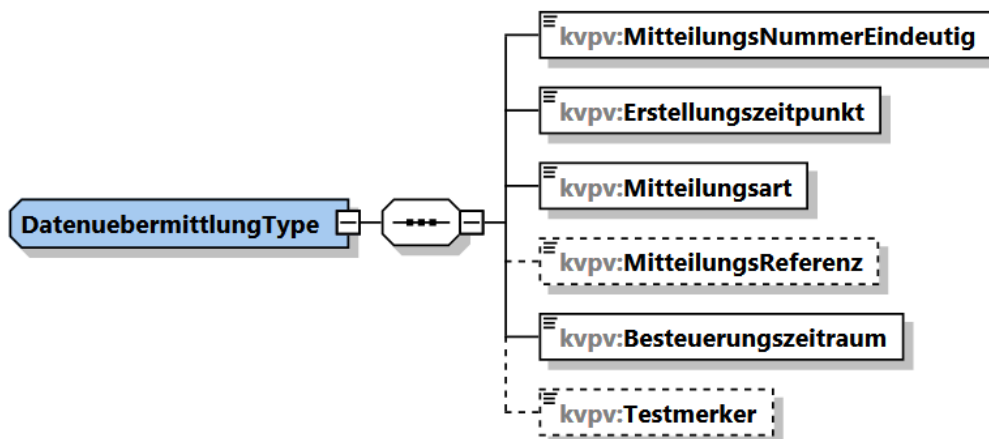 kvpv:MitteilungsNummerEindeutig
kvpv:Erstellungszeitpunkt
kvpv:Mitteilungsart
DatenuebermittlungType
kvpv:MitteilungsReferenz
kvpv:Besteuerungszeitraum
kvpv:Testmerker